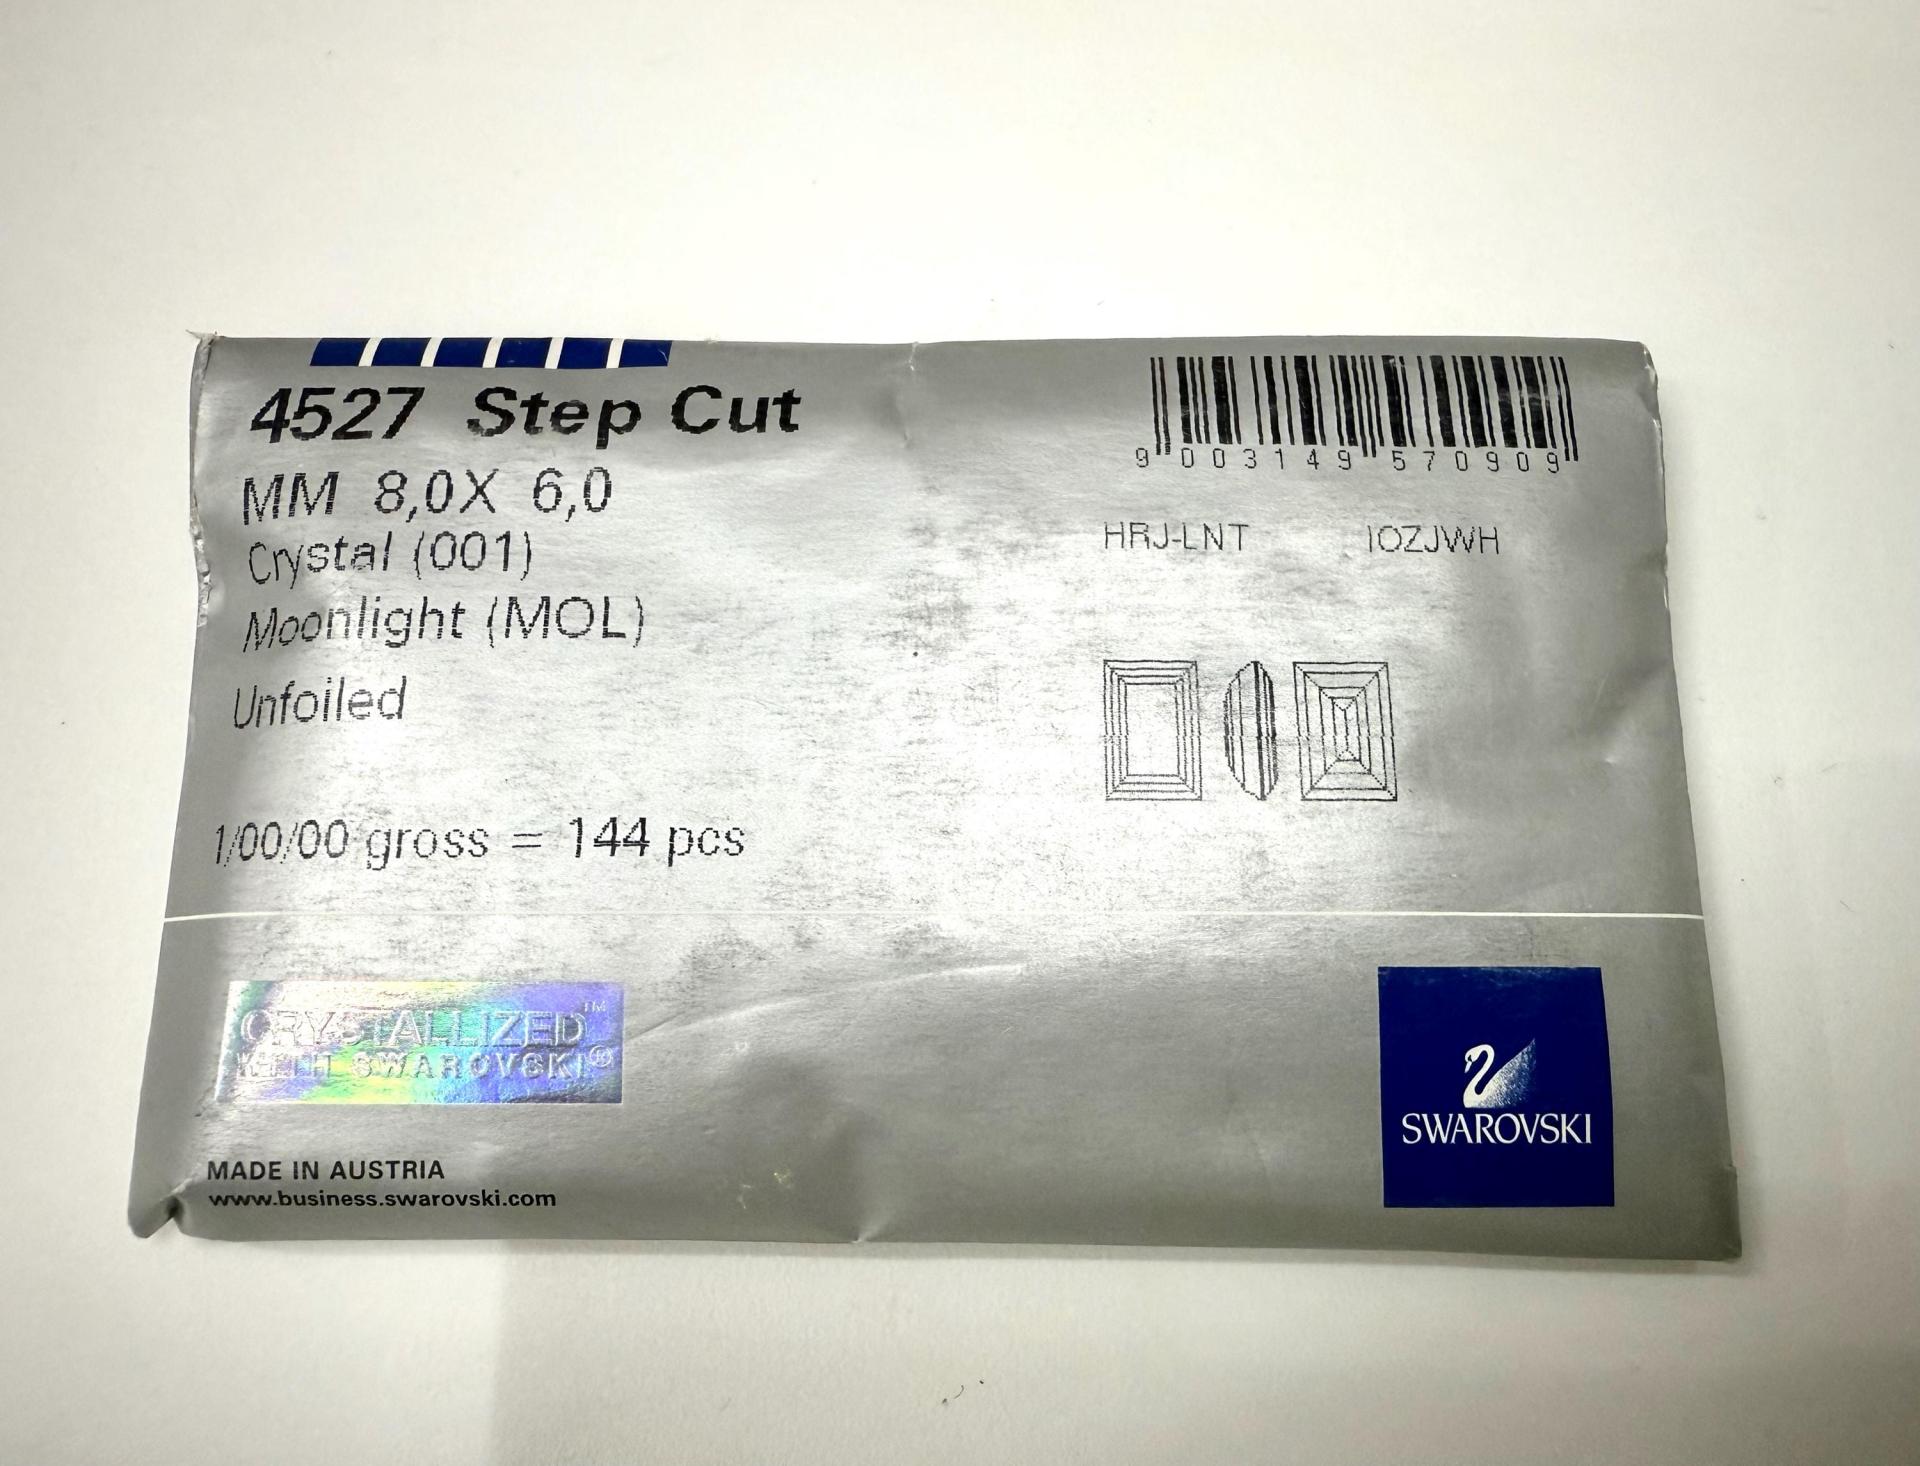 4527 Step Cut
MM 8,0X 6,0
Crystal (001)
Moonlight (MOL)
Unfoiled
1/00/00 gross = 144 pcs
9 003149 570909
HRJ-LNT IOZJWH
CRYSTALLIZED™
WITH SWAROVSKI®
MADE IN AUSTRIA
www.business.swarovski.com
SWAROVSKI